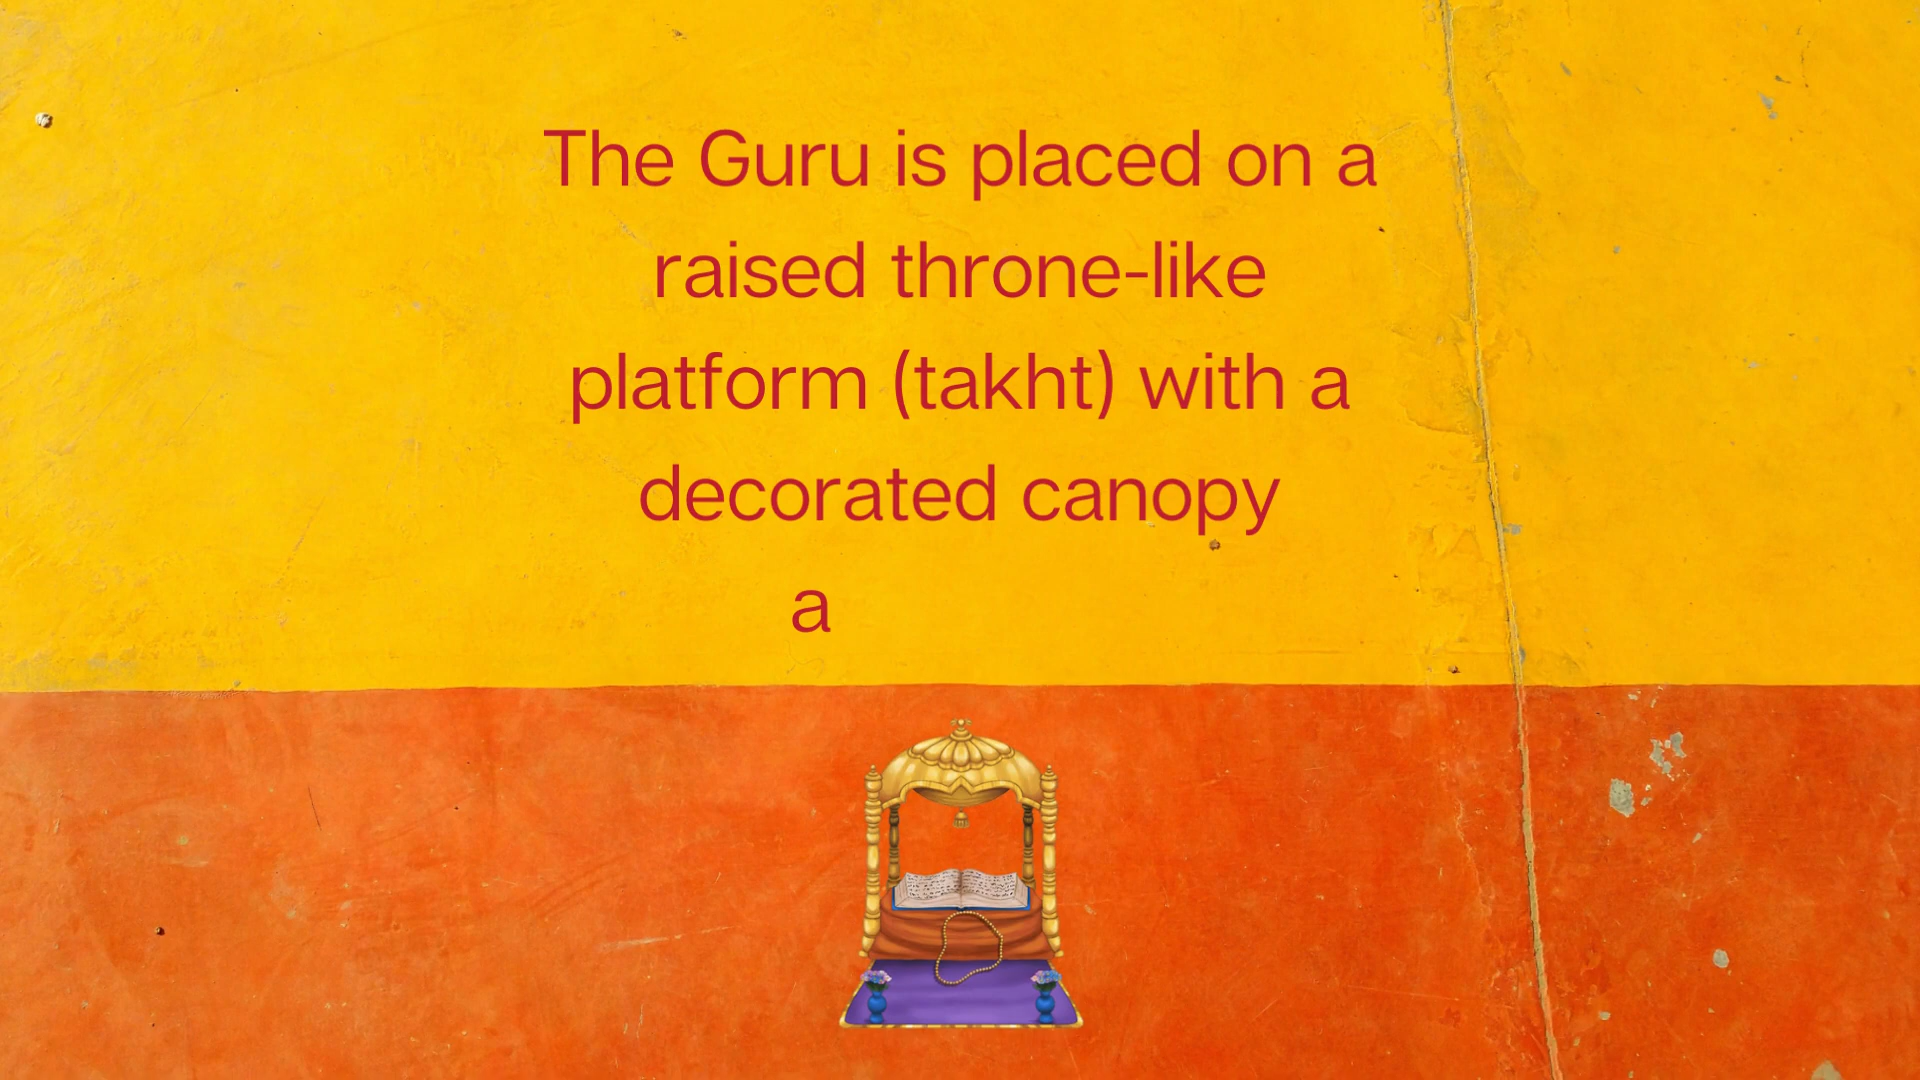 The Guru is placed on a
raised throne-like
platform (takht) with a
decorated canopy
a